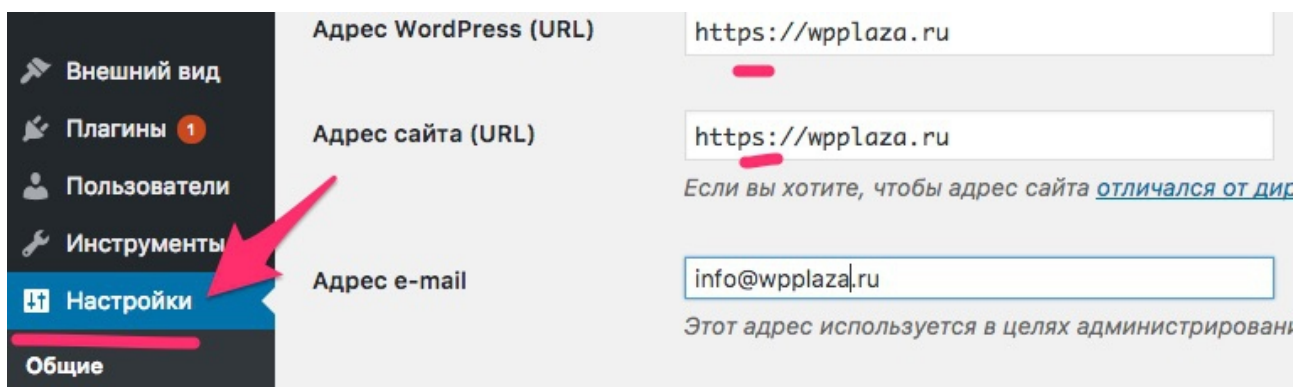 Внешний вид
Плагины 1
Пользователи
Инструменты
Настройки
Общие
Адрес WordPress (URL)
https://wpplaza.ru
Адрес сайта (URL)
https://wpplaza.ru
Если вы хотите, чтобы адрес сайта отличался от дир
Адрес e-mail
info@wpplaza.ru
Этот адрес используется в целях администрирован